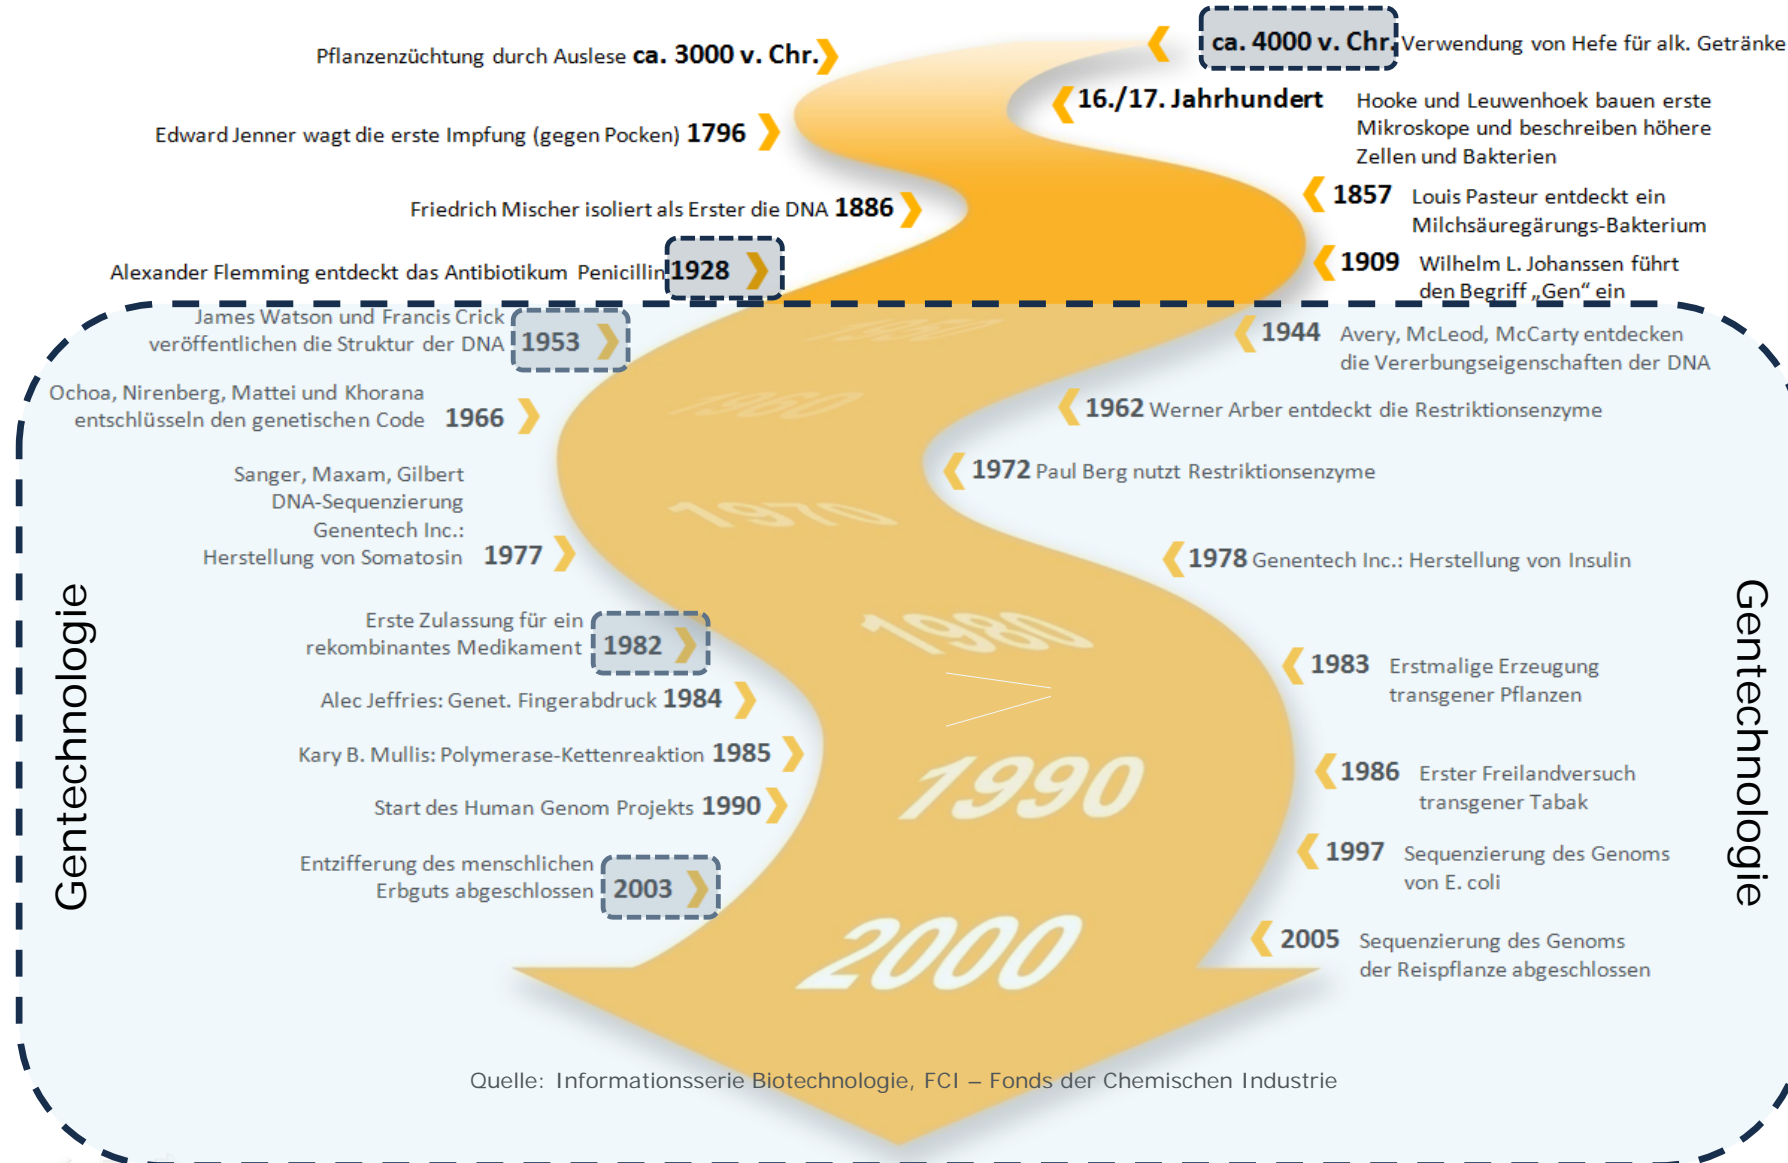 Pflanzenzüchtung durch Auslese ca. 3000 v. Chr.
ca. 4000 v. Chr. Verwendung von Hefe für alk. Getränke
16./17. Jahrhundert Hooke und Leuwenhoek bauen erste
Mikroskope und beschreiben höhere
Zellen und Bakterien
Edward Jenner wagt die erste Impfung (gegen Pocken) 1796
1857 Louis Pasteur entdeckt ein
Milchsäuregärungs-Bakterium
Friedrich Mischer isoliert als Erster die DNA 1886
1909 Wilhelm L. Johanssen führt
den Begriff „Gen“ ein
Alexander Flemming entdeckt das Antibiotikum Penicillin 1928
James Watson und Francis Crick
veröffentlichen die Struktur der DNA 1953
1944 Avery, McLeod, McCarty entdecken
die Vererbungseigenschaften der DNA
Ochoa, Nirenberg, Mattei und Khorana
entschlüsseln den genetischen Code 1966
1960
1962 Werner Arber entdeckt die Restriktionsenzyme
Sanger, Maxam, Gilbert
DNA-Sequenzierung
Genentech Inc.:
Herstellung von Somatosin 1977
1972 Paul Berg nutzt Restriktionsenzyme
1970
1978 Genentech Inc.: Herstellung von Insulin
Erste Zulassung für ein
rekombinantes Medikament 1982
1980
1983 Erstmalige Erzeugung
transgener Pflanzen
Alec Jeffries: Genet. Fingerabdruck 1984
Kary B. Mullis: Polymerase-Kettenreaktion 1985
1990
1986 Erster Freilandversuch
transgener Tabak
Start des Human Genom Projekts 1990
1997 Sequenzierung des Genoms
von E. coli
Entzifferung des menschlichen
Erbguts abgeschlossen 2003
2000
2005 Sequenzierung des Genoms
der Reispflanze abgeschlossen
Gentechnologie
Gentechnologie
Quelle: Informationsserie Biotechnologie, FCI – Fonds der Chemischen Industrie